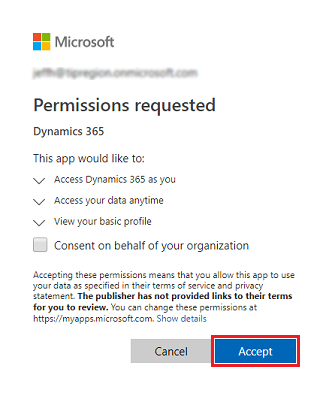 Microsoft
Permissions requested
Dynamics 365
This app would like to:
Access Dynamics 365 as you
Access your data anytime
View your basic profile
Consent on behalf of your organization
Accepting these permissions means that you allow this app to use
your data as specified in their terms of service and privacy
statement. The publisher has not provided links to their terms
for you to review. You can change these permissions at
https://myapps.microsoft.com. Show details
Cancel Accept